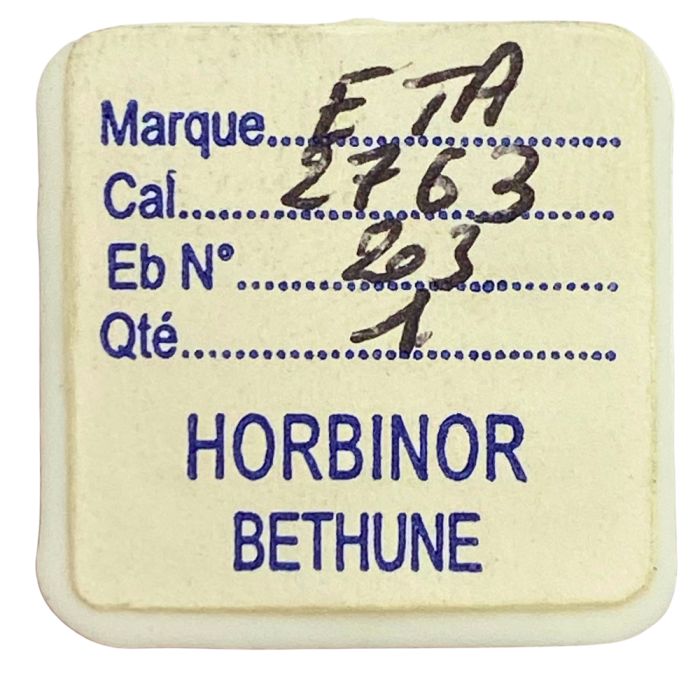 Marque ETA
Cal 2763
Eb N° 203
Qté 1
HORBINOR
BETHUNE